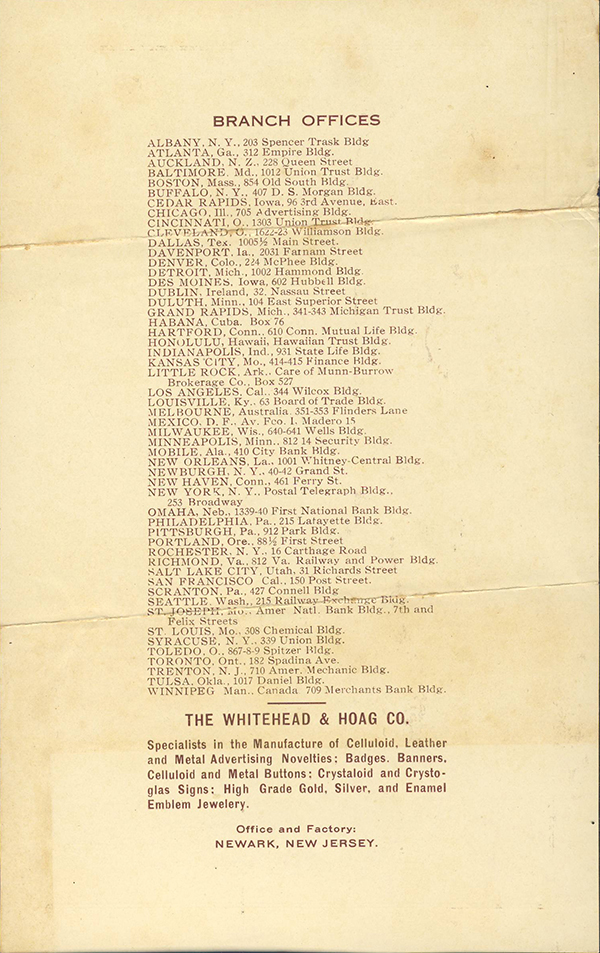 BRANCH OFFICES
ALBANY, N. Y., 203 Spencer Trask Bldg
ATLANTA, Ga., 312 Empire Bldg.
AUCKLAND, N. Z., 228 Queen Street
BALTIMORE, Md., 1012 Union Trust Bldg.
BOSTON, Mass., 854 Old South Bldg.
BUFFALO, N. Y., 407 D. S. Morgan Bldg.
CEDAR RAPIDS, Iowa, 96 3rd Avenue, East.
CHICAGO, Ill., 705 Advertising Bldg.
CINCINNATI, O., 1303 Union Trust Bldg.
CLEVELAND, O., 1622-23 Williamson Bldg.
DALLAS, Tex. 1005½ Main Street.
DAVENPORT, Ia., 2031 Farnam Street
DENVER, Colo., 224 McPhee Bldg.
DETROIT, Mich., 1002 Hammond Bldg.
DES MOINES, Iowa, 602 Hubbell Bldg.
DUBLIN, Ireland, 32, Nassau Street
DULUTH, Minn., 104 East Superior Street
GRAND RAPIDS, Mich., 341-343 Michigan Trust Bldg.
HABANA, Cuba. Box 76
HARTFORD, Conn., 610 Conn. Mutual Life Bldg.
HONOLULU, Hawaii, Hawaiian Trust Bldg.
INDIANAPOLIS, Ind., 931 State Life Bldg.
KANSAS CITY, Mo., 414-415 Finance Bldg.
LITTLE ROCK, Ark., Care of Munn-Burrow
Brokerage Co., Box 527
LOS ANGELES, Cal., 344 Wilcox Bldg.
LOUISVILLE, Ky., 63 Board of Trade Bldg.
MELBOURNE, Australia, 351-353 Flinders Lane
MEXICO, D. F., Av. Fco. I. Madero 15
MILWAUKEE, Wis., 640-641 Wells Bldg.
MINNEAPOLIS, Minn., 812 14 Security Bldg.
MOBILE, Ala., 410 City Bank Bldg.
NEW ORLEANS, La., 1001 Whitney-Central Bldg.
NEWBURGH, N. Y., 40-42 Grand St.
NEW HAVEN, Conn., 461 Ferry St.
NEW YORK, N. Y., Postal Telegraph Bldg.,
253 Broadway
OMAHA, Neb., 1339-40 First National Bank Bldg.
PHILADELPHIA, Pa., 215 Lafayette Bldg.
PITTSBURGH, Pa., 912 Park Bldg.
PORTLAND, Ore., 88½ First Street
ROCHESTER, N. Y., 16 Carthage Road
RICHMOND, Va., 812 Va. Railway and Power Bldg.
SALT LAKE CITY, Utah, 31 Richards Street
SAN FRANCISCO Cal., 150 Post Street.
SCRANTON, Pa., 427 Connell Bldg
SEATTLE, Wash., 215 Railway Exchange Bldg.
ST. JOSEPH, Mo., Amer Natl. Bank Bldg., 7th and
Felix Streets
ST. LOUIS, Mo., 308 Chemical Bldg.
SYRACUSE, N. Y., 339 Union Bldg.
TOLEDO, O., 867-8-9 Spitzer Bldg.
TORONTO, Ont., 182 Spadina Ave.
TRENTON, N. J., 710 Amer. Mechanic Bldg.
TULSA, Okla., 1017 Daniel Bldg.
WINNIPEG Man., Canada 709 Merchants Bank Bldg.
THE WHITEHEAD & HOAG CO.
Specialists in the Manufacture of Celluloid, Leather
and Metal Advertising Novelties; Badges, Banners,
Celluloid and Metal Buttons; Crystaloid and Crysto-
glas Signs; High Grade Gold, Silver, and Enamel
Emblem Jewelery.
Office and Factory:
NEWARK, NEW JERSEY.